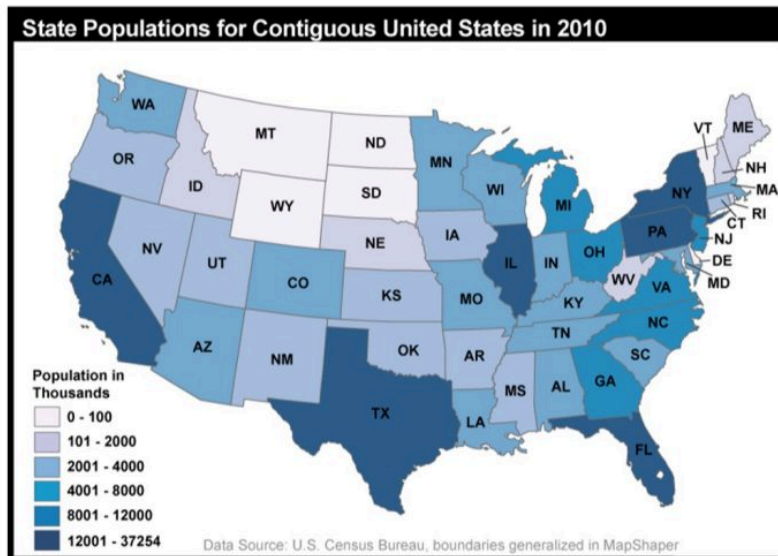 State Populations for Contiguous United States in 2010
WA
MT
ND
MN
VT
ME
OR
ID
SD
WI
NH
WY
MI
NY
MA
RI
CT
NE
IA
PA
NJ
NV
UT
IL
IN
OH
DE
CA
CO
WV
MD
KS
MO
KY
VA
NC
TN
AZ
NM
OK
AR
SC
MS
AL
GA
TX
LA
FL
Population in
Thousands
0 - 100
101 - 2000
2001 - 4000
4001 - 8000
8001 - 12000
12001 - 37254
Data Source: U.S. Census Bureau, boundaries generalized in MapShaper